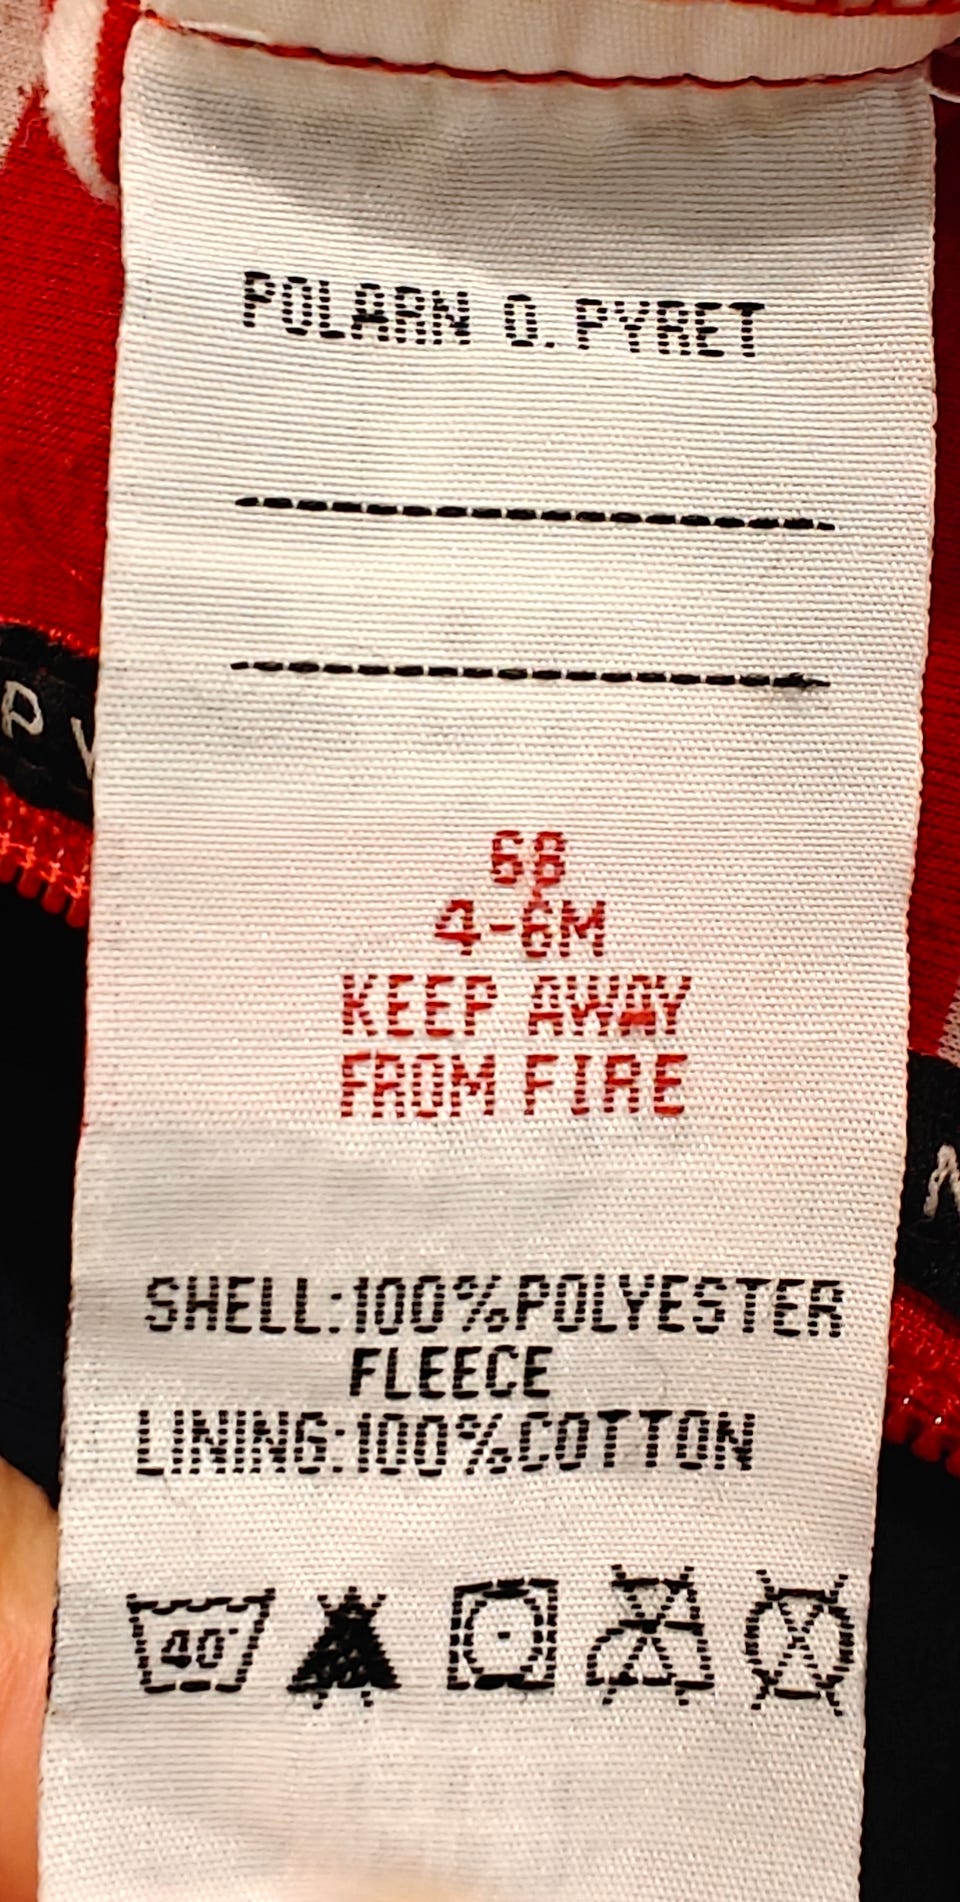 POLARN O. PYRET
68
4-6M
KEEP AWAY
FROM FIRE
SHELL:100%POLYESTER
FLEECE
LINING:100%COTTON
40°